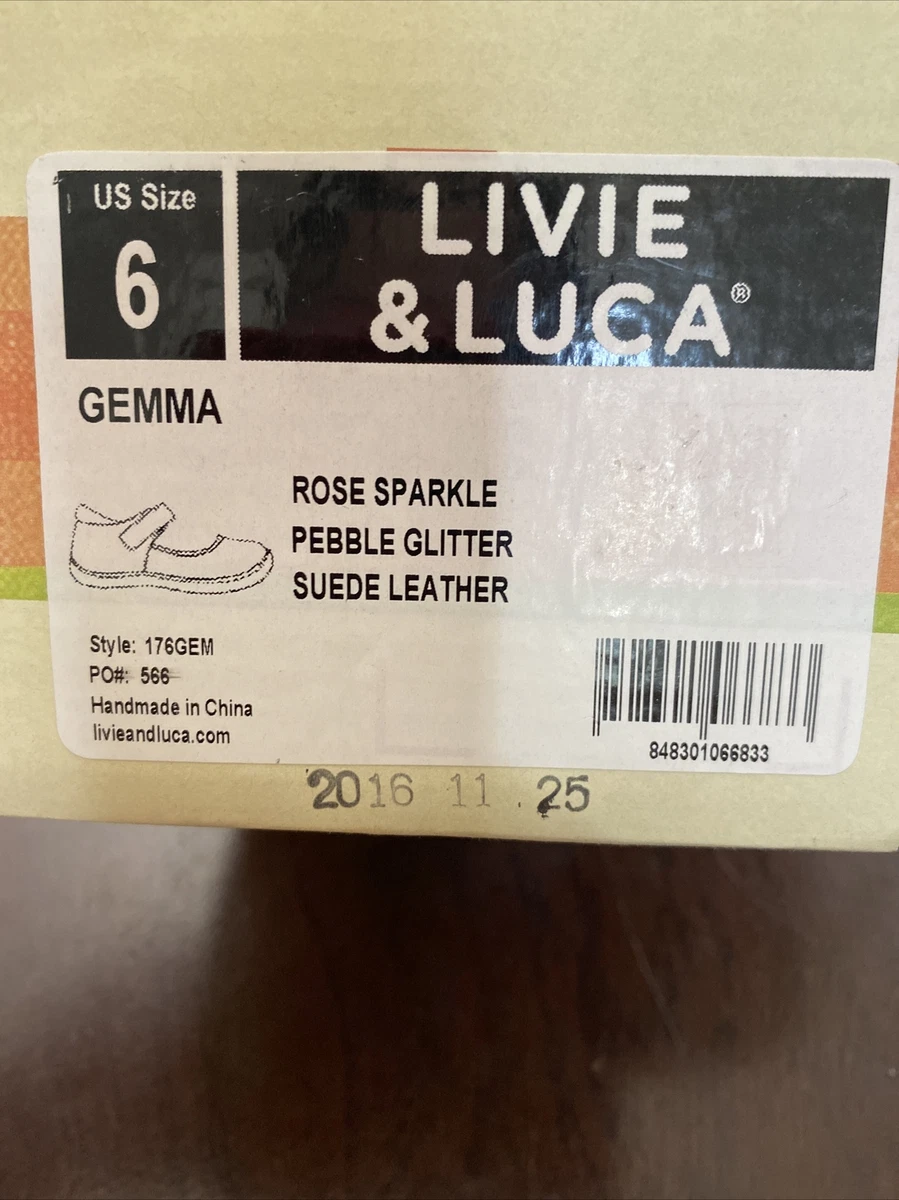 US Size
6
LIVIE
& LUCA®
GEMMA
ROSE SPARKLE
PEBBLE GLITTER
SUEDE LEATHER
Style: 176GEM
PO#: 566
Handmade in China
livieandluca.com
848301066833
2016 11 . 25